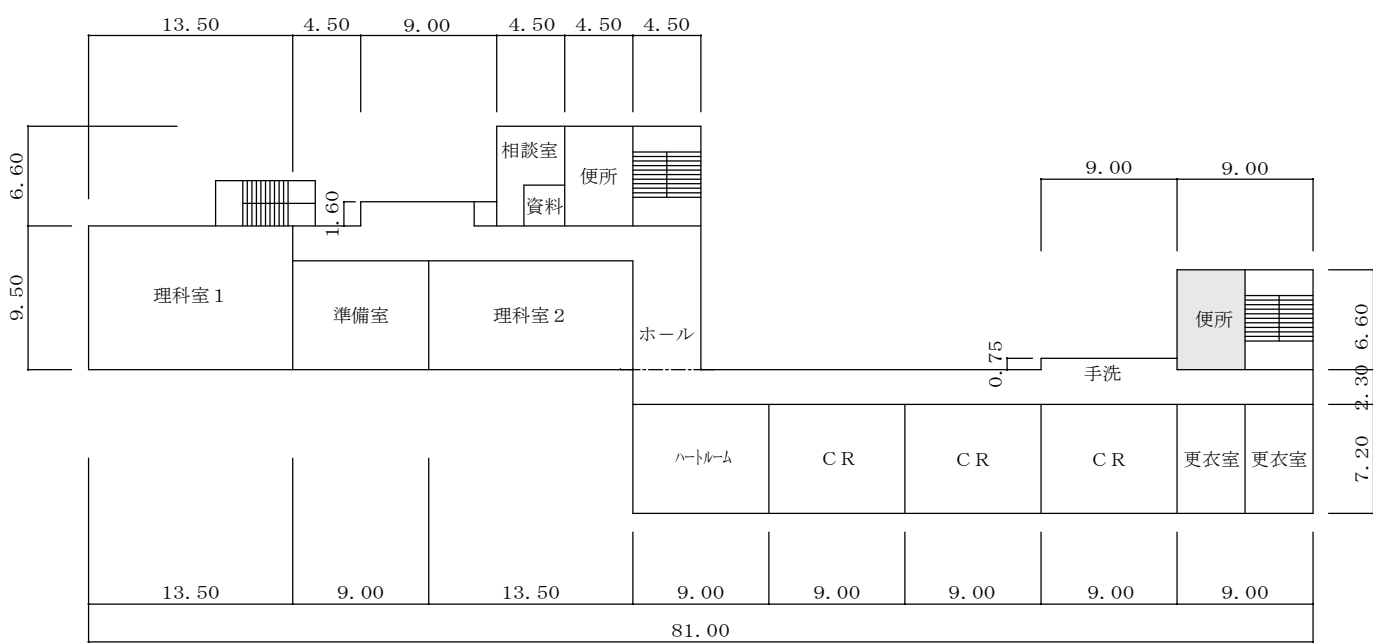 13.50 4.50 9.00 4.50 4.50 4.50
相談室
便所
6.60
9.00 9.00
1.60
資料
理科室1
準備室
理科室2
ホール
9.50
便所
6.60
0.75
手洗
2.30
ハートルーム
CR
CR
CR
更衣室
更衣室
7.20
13.50 9.00 13.50 9.00 9.00 9.00 9.00 9.00
81.00